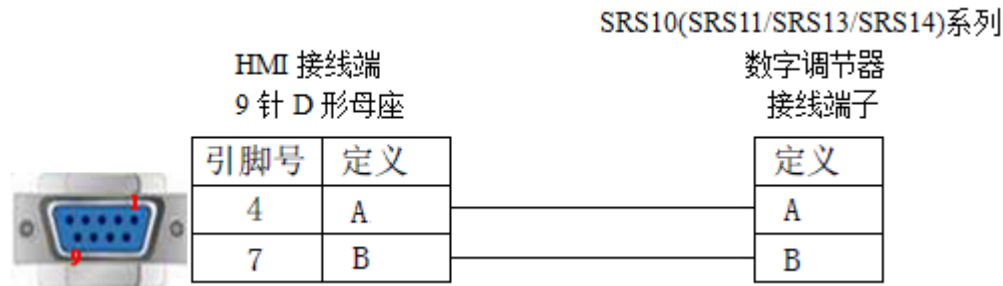 SRS10(SRS11/SRS13/SRS14)系列
HMI 接线端
9 针 D 形母座
数字调节器
接线端子
引脚号 定义
定义
4 A
A
7 B
B
1
9